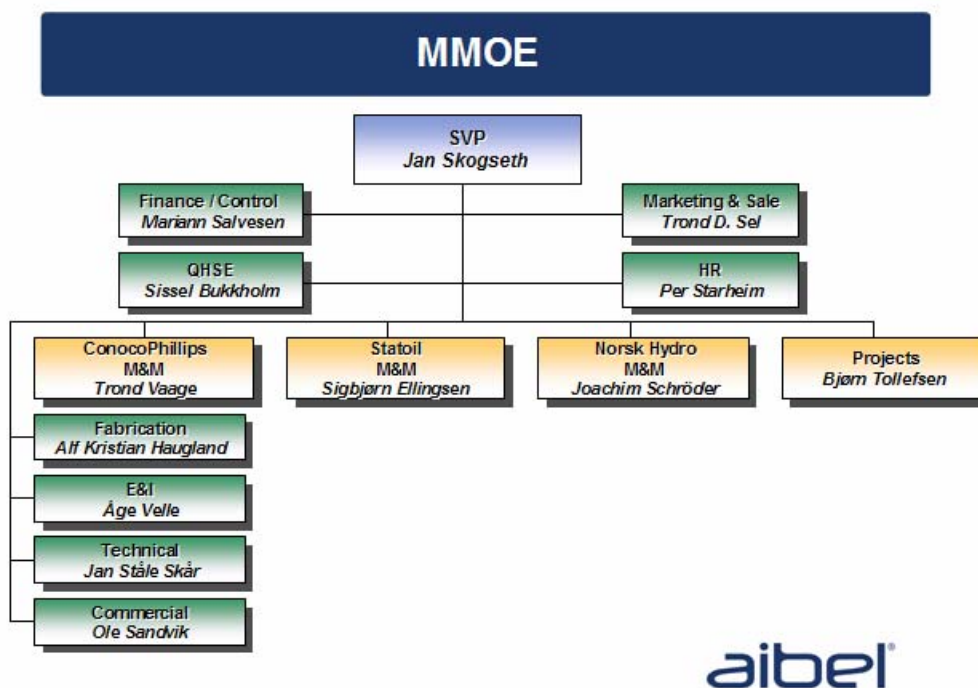 MMOE
SVP
Jan Skogseth
Finance / Control
Mariann Salvesen
Marketing & Sale
Trond D. Sel
QHSE
Sissel Bukkholm
HR
Per Starheim
ConocoPhillips
M&M
Trond Vaage
Statoil
M&M
Sigbjørn Ellingsen
Norsk Hydro
M&M
Joachim Schröder
Projects
Bjørn Tollefsen
Fabrication
Alf Kristian Haugland
E&I
Åge Velle
Technical
Jan Ståle Skår
Commercial
Ole Sandvik
aibel®